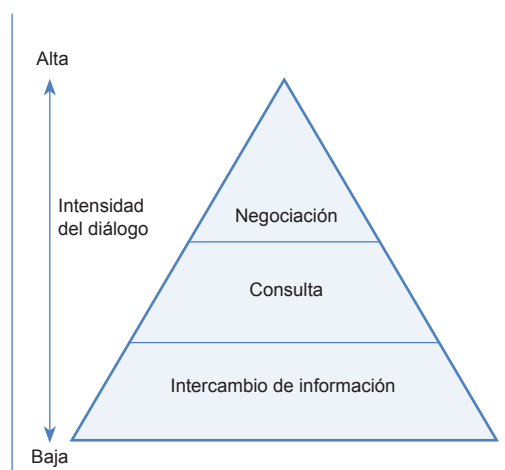 Alta
Intensidad
del diálogo
Negociación
Consulta
Intercambio de información
Baja